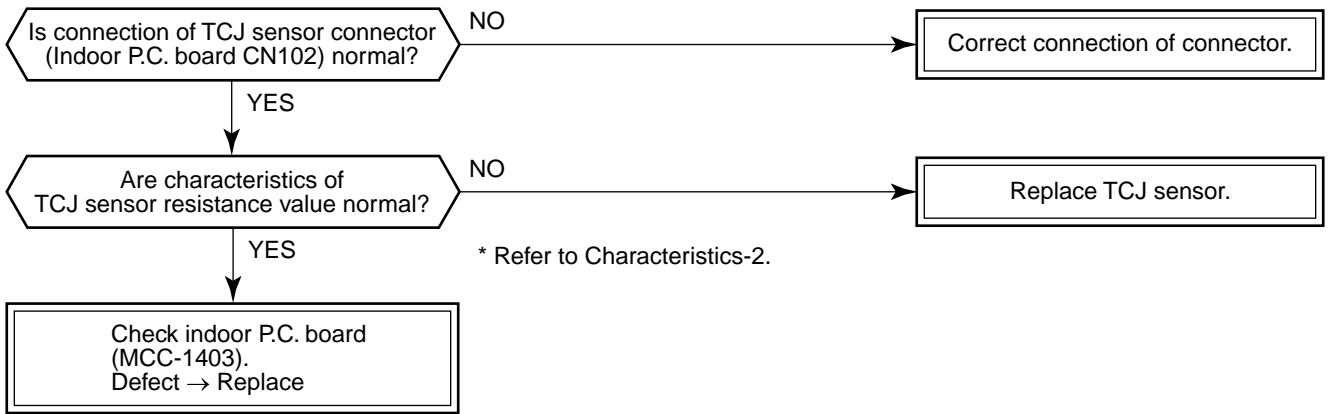 Is connection of TCJ sensor connector
(Indoor P.C. board CN102) normal?
NO
Correct connection of connector.
YES
Are characteristics of
TCJ sensor resistance value normal?
NO
Replace TCJ sensor.
YES
* Refer to Characteristics-2.
Check indoor P.C. board
(MCC-1403).
Defect → Replace